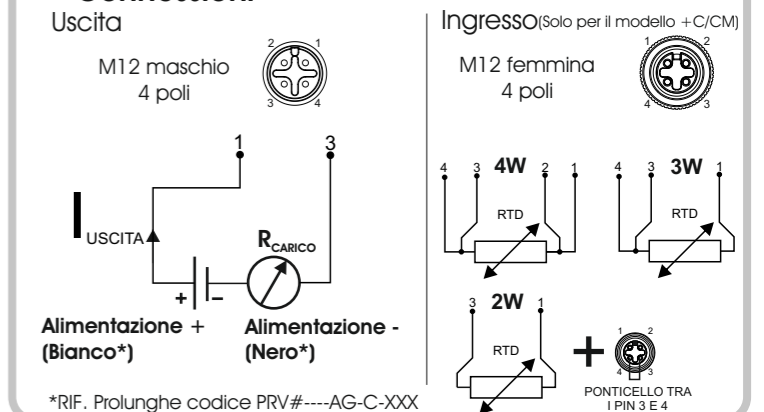 Connessioni
Uscita
M12 maschio
4 poli
2 1
3 4
1 3
I USCITA
R CARICO
+ –
Alimentazione + Alimentazione -
(Bianco*) (Nero*)
*RIF. Prolunghe codice PRV#----AG-C-XXX
Ingresso(Solo per il modello +C/CM)
M12 femmina
4 poli
1 2
4 3
4 3 4W 2 1
RTD
4 3 3W 1
RTD
3 2W 1
RTD
+
1 2
4 3
PONTICELLO TRA
I PIN 3 E 4